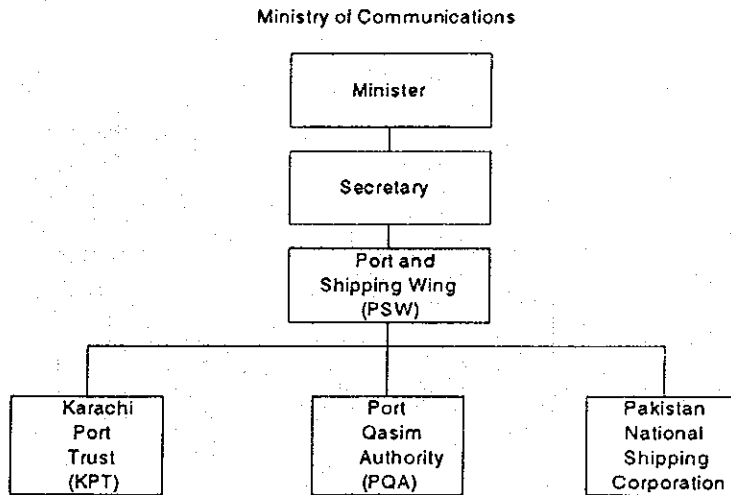 Ministry of Communications
Minister
Secretary
Port and
Shipping Wing
(PSW)
Karachi
Port
Trust
(KPT)
Port
Qasim
Authority
(PQA)
Pakistan
National
Shipping
Corporation